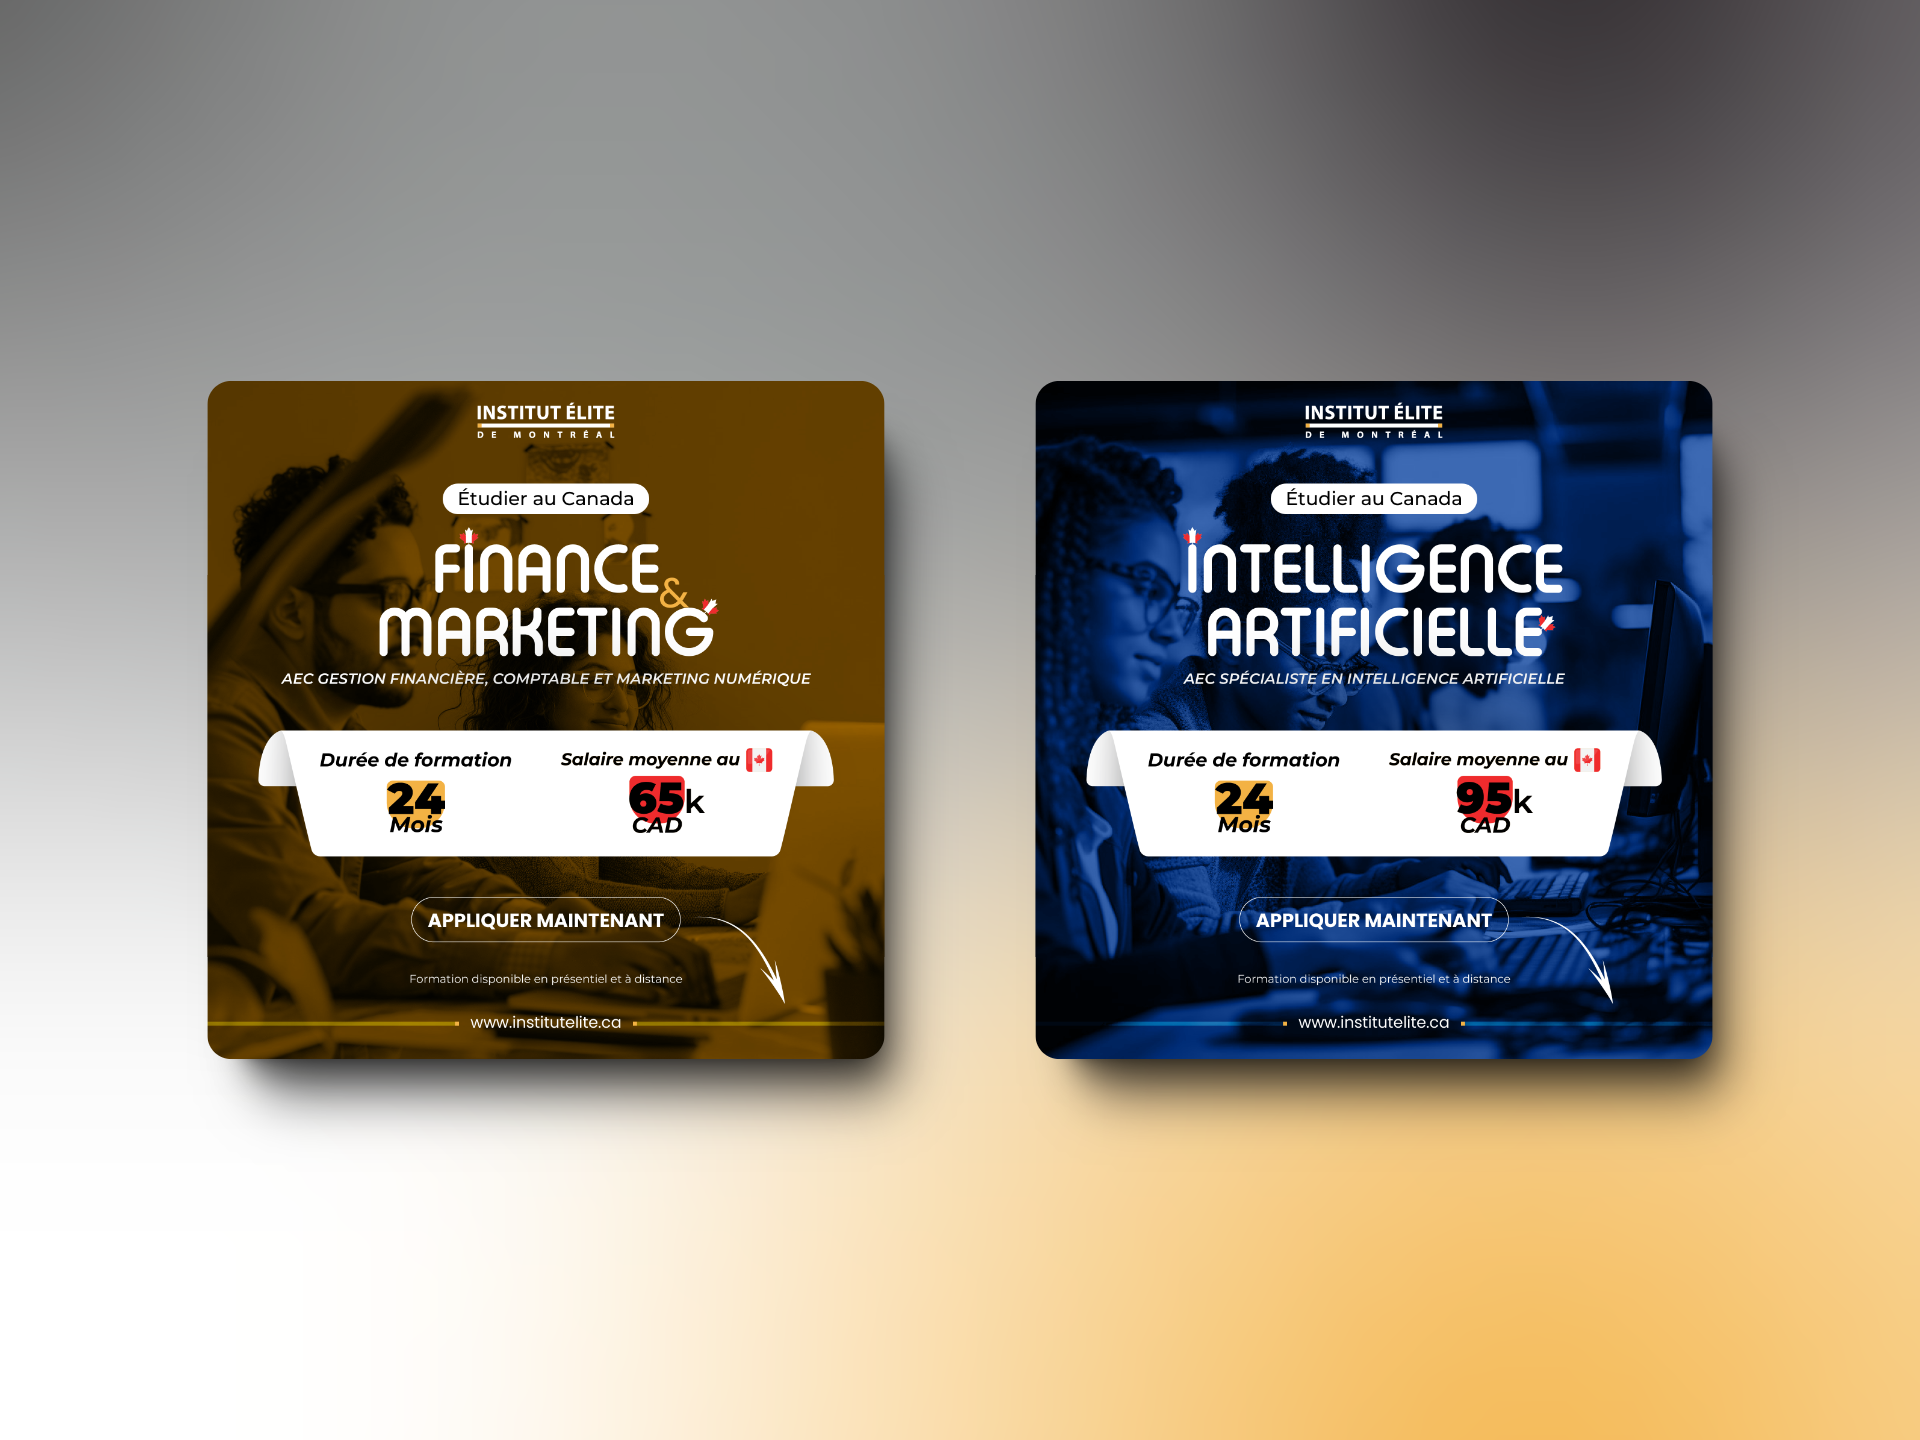 INSTITUT ÉLITE
DE MONTRÉAL
Étudier au Canada
FINANCE
&
MARKETING
AEC GESTION FINANCIÈRE, COMPTABLE ET MARKETING NUMÉRIQUE
Durée de formation
24
Mois
Salaire moyenne au
65k
CAD
APPLIQUER MAINTENANT
Formation disponible en présentiel et à distance
www.institutelite.ca
INSTITUT ÉLITE
DE MONTRÉAL
Étudier au Canada
INTELLIGENCE
ARTIFICIELLE
AEC SPÉCIALISTE EN INTELLIGENCE ARTIFICIELLE
Durée de formation
24
Mois
Salaire moyenne au
95k
CAD
APPLIQUER MAINTENANT
Formation disponible en présentiel et à distance
www.institutelite.ca